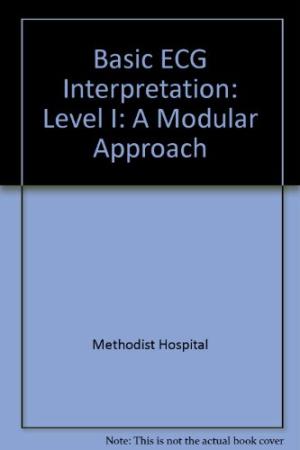 Basic ECG
Interpretation:
Level I: A Modular
Approach
Methodist Hospital
Note: This is not the actual book cover